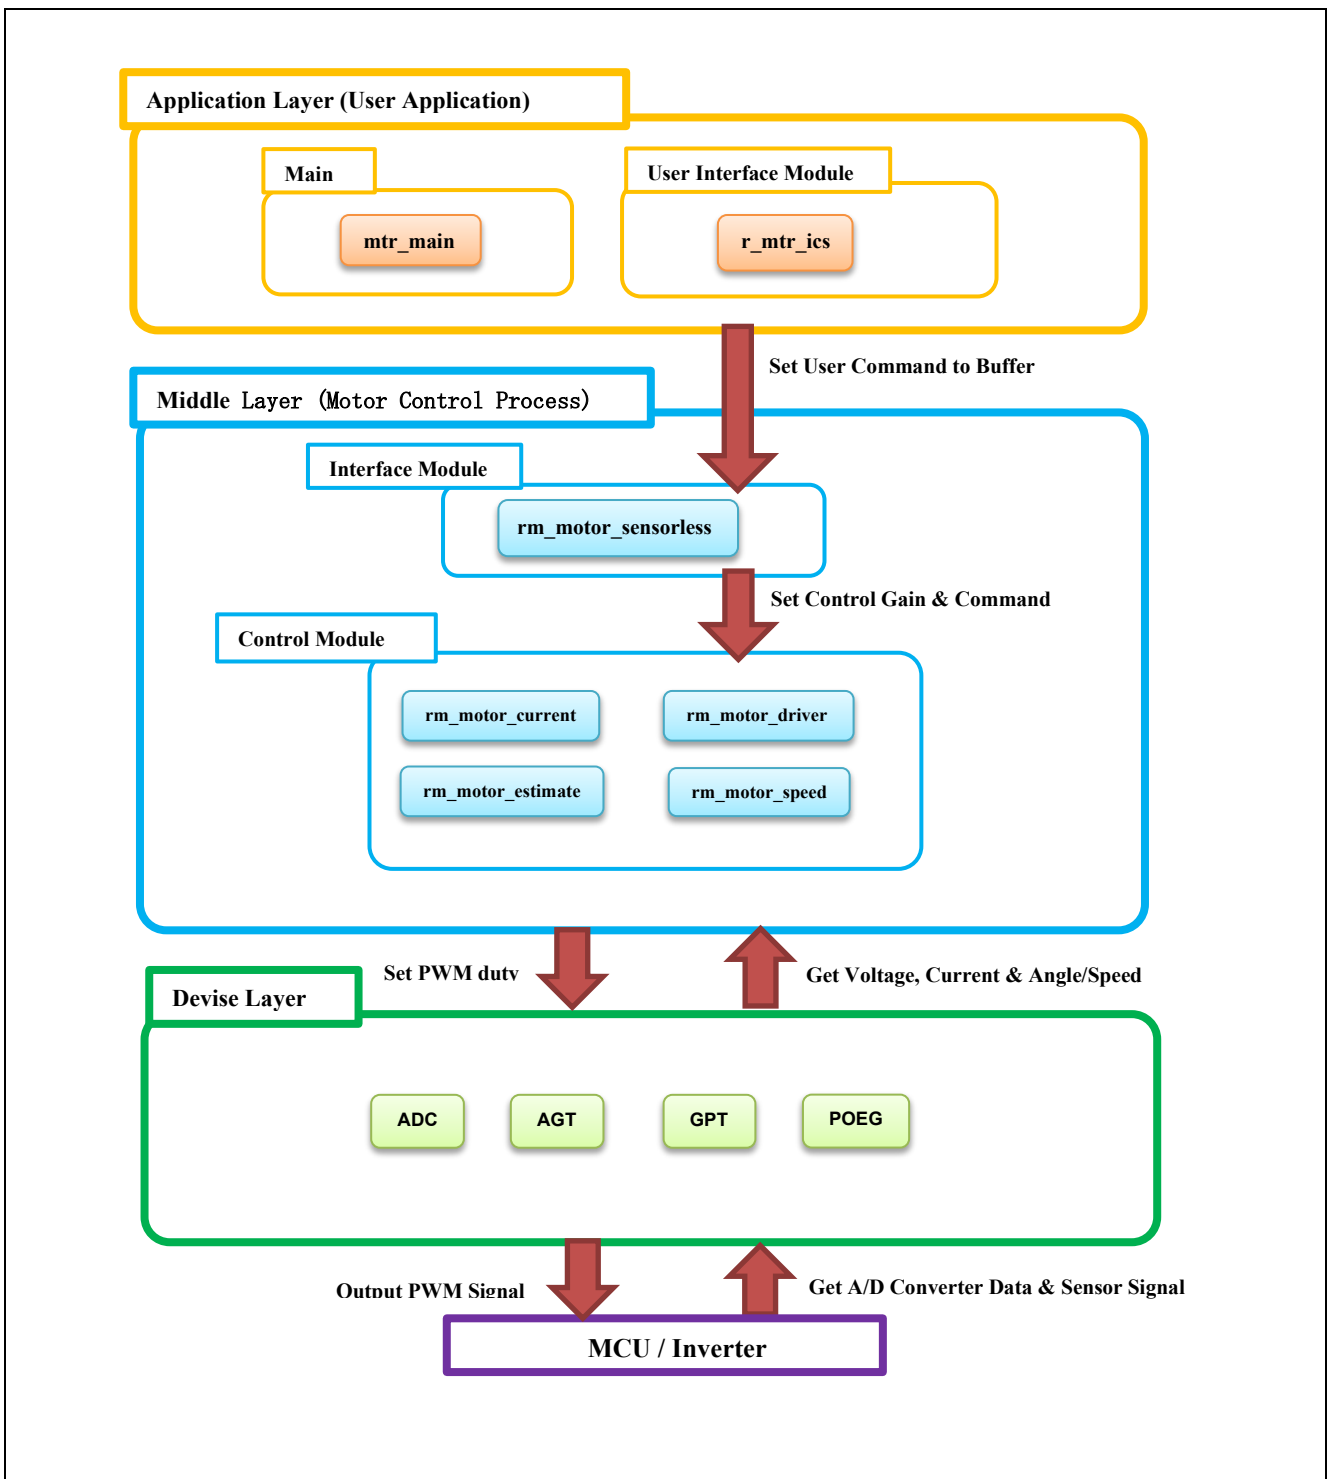 Application Layer (User Application)
Main
User Interface Module
mtr_main
r_mtr_ics
Set User Command to Buffer
Middle Layer (Motor Control Process)
Interface Module
rm_motor_sensorless
Set Control Gain & Command
Control Module
rm_motor_current
rm_motor_driver
rm_motor_estimate
rm_motor_speed
Set PWM duty
Get Voltage, Current & Angle/Speed
Devise Layer
ADC
AGT
GPT
POEG
Output PWM Signal
Get A/D Converter Data & Sensor Signal
MCU / Inverter